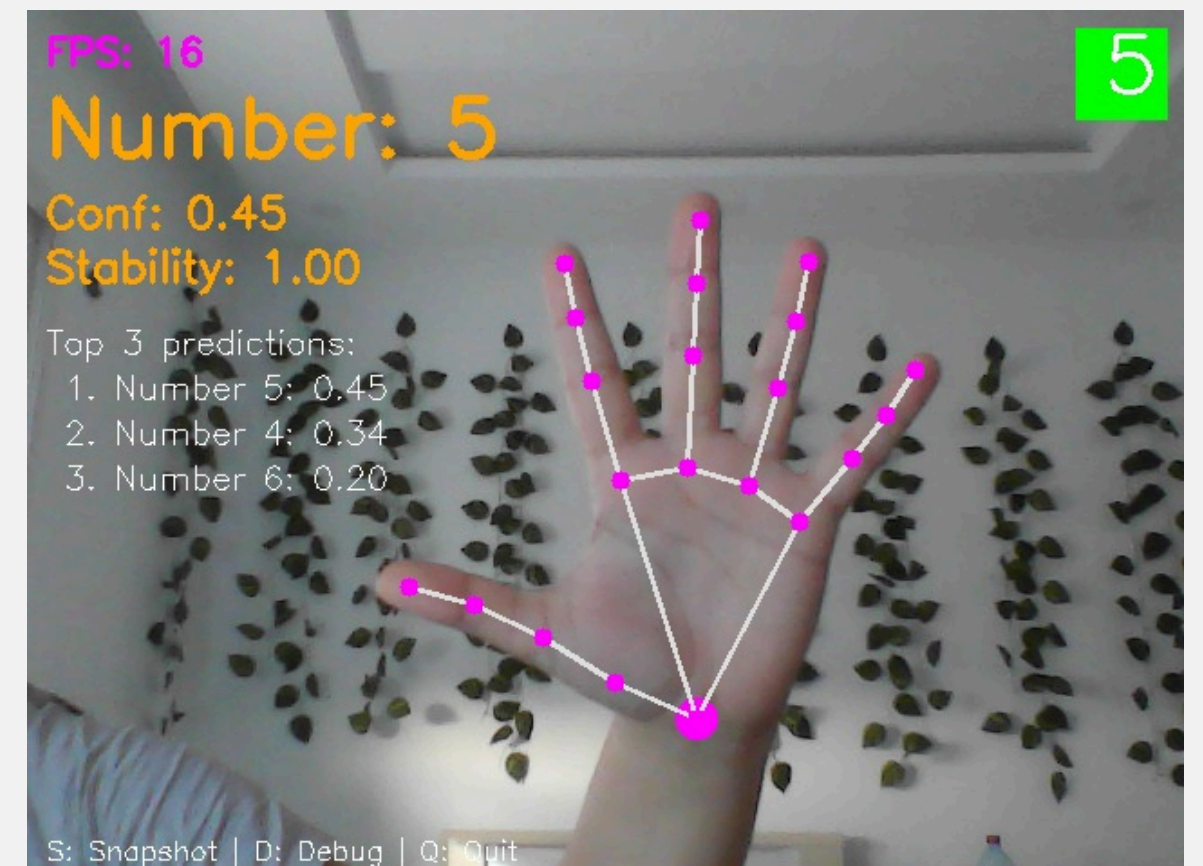 FPS: 16
5
Number: 5
Conf: 0.45
Stability: 1.00
Top 3 predictions:
1. Number 5: 0.45
2. Number 4: 0.34
3. Number 6: 0.20
S: Snapshot | D: Debug | Q: Quit